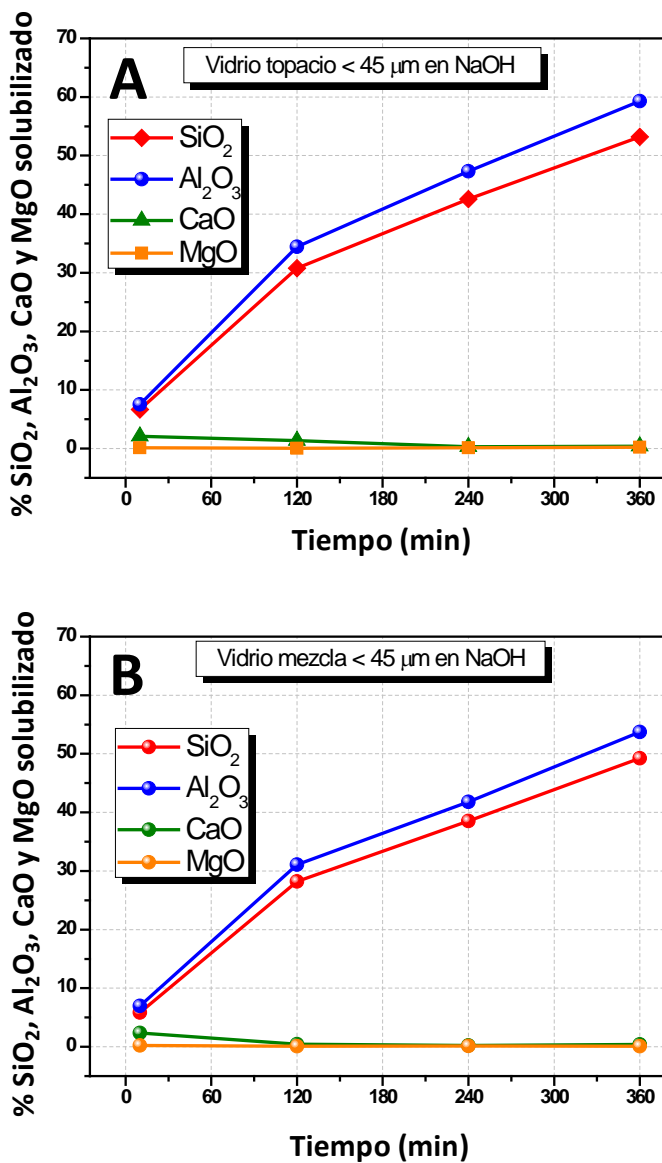 A
Vidrio topacio < 45 μm en NaOH
SiO₂
Al₂O₃
CaO
MgO
% SiO₂, Al₂O₃, CaO y MgO solubilizado
70
60
50
40
30
20
10
0
0 60 120 180 240 300 360
Tiempo (min)
B
Vidrio mezcla < 45 μm en NaOH
SiO₂
Al₂O₃
CaO
MgO
% SiO₂, Al₂O₃, CaO y MgO solubilizado
70
60
50
40
30
20
10
0
0 60 120 180 240 300 360
Tiempo (min)